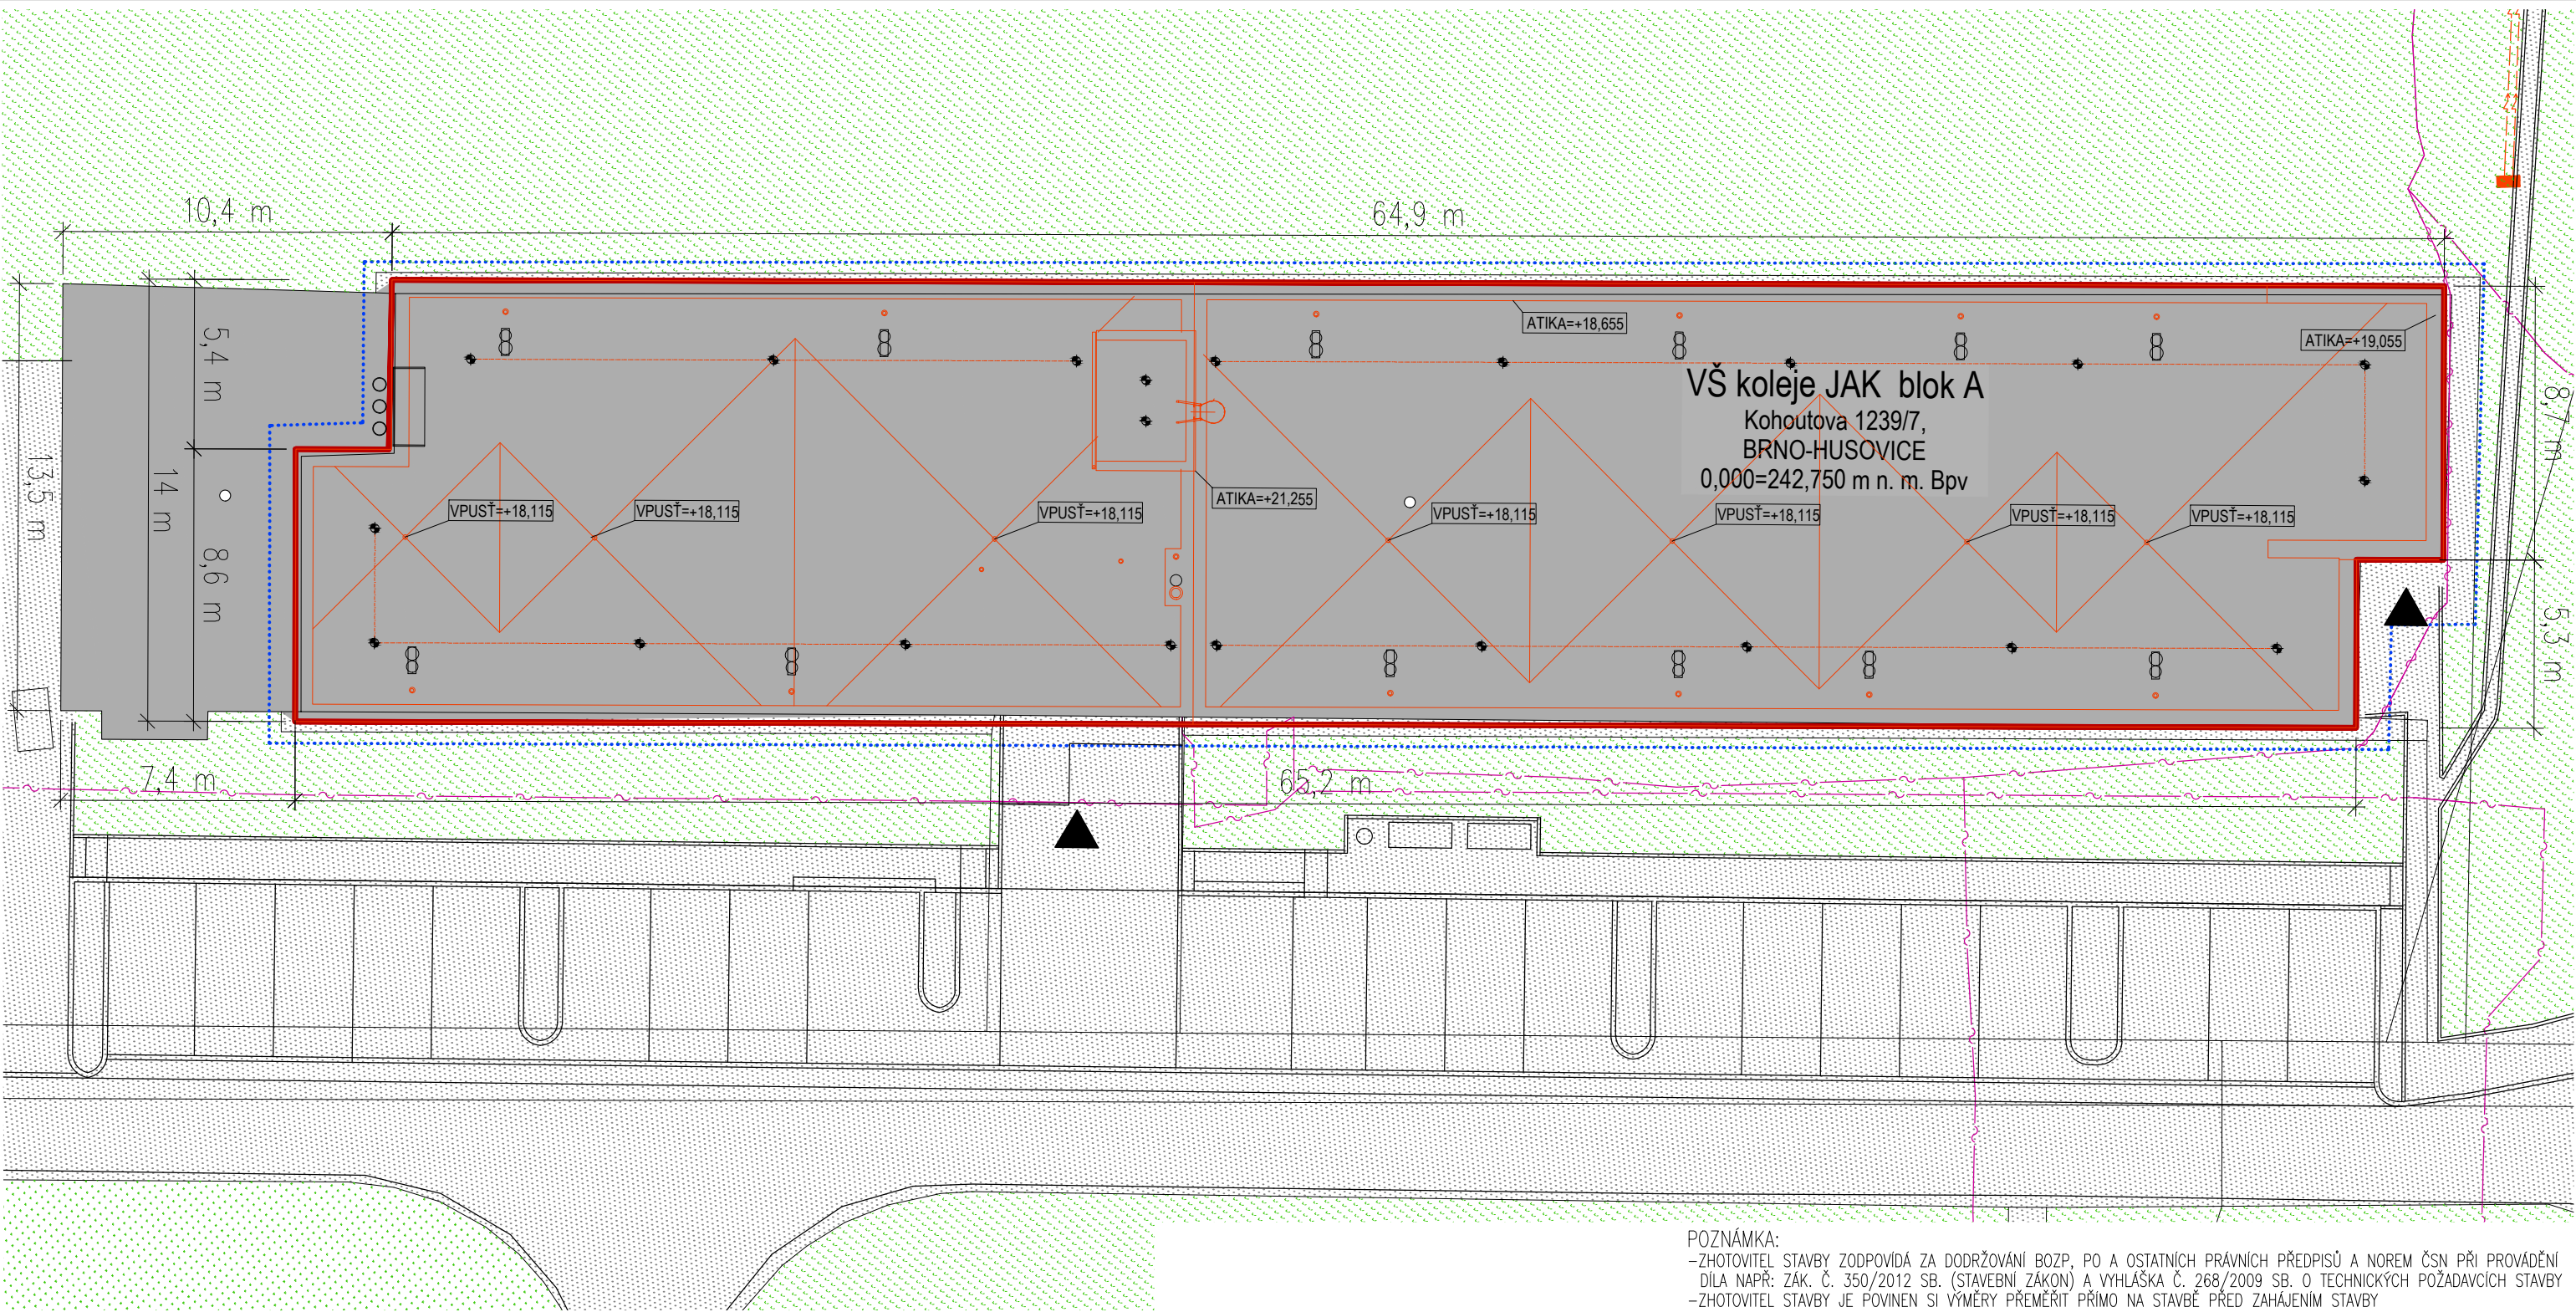 10,4 m
64,9 m
5,4 m
13,5 m
14 m
8,6 m
ATIKA=+18,655
ATIKA=+19,055
VŠ koleje JAK blok A
Kohoutova 1239/7,
BRNO-HUSOVICE
0,000=242,750 m n. m. Bpv
ATIKA=+21,255
VPUSŤ=+18,115
VPUSŤ=+18,115
VPUSŤ=+18,115
VPUSŤ=+18,115
VPUSŤ=+18,115
VPUSŤ=+18,115
VPUSŤ=+18,115
8,7 m
5,3 m
7,4 m
65,2 m
POZNÁMKA:
-ZHOTOVITEL STAVBY ZODPOVÍDÁ ZA DODRŽOVÁNÍ BOZP, PO A OSTATNÍCH PRÁVNÍCH PŘEDPISŮ A NOREM ČSN PŘI PROVÁDĚNÍ
DÍLA NAPŘ: ZÁK. Č. 350/2012 SB. (STAVEBNÍ ZÁKON) A VYHLÁŠKA Č. 268/2009 SB. O TECHNICKÝCH POŽADAVCÍCH STAVBY
-ZHOTOVITEL STAVBY JE POVINEN SI VÝMĚRY PŘEMĚŘIT PŘÍMO NA STAVBĚ PŘED ZAHÁJENÍM STAVBY